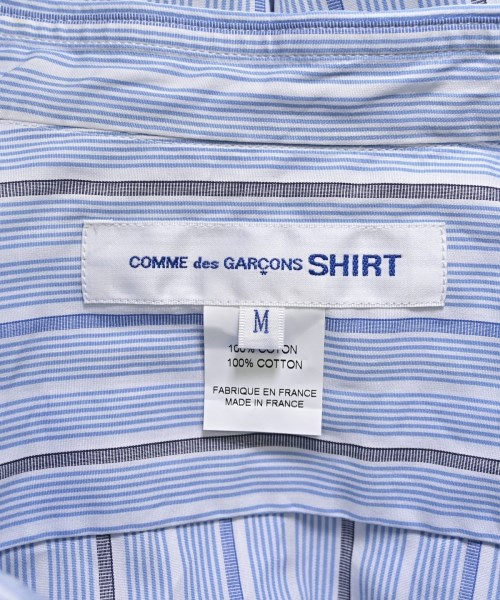 COMME des GARÇONS SHIRT
M
100% COTON
100% COTTON
FABRIQUE EN FRANCE
MADE IN FRANCE